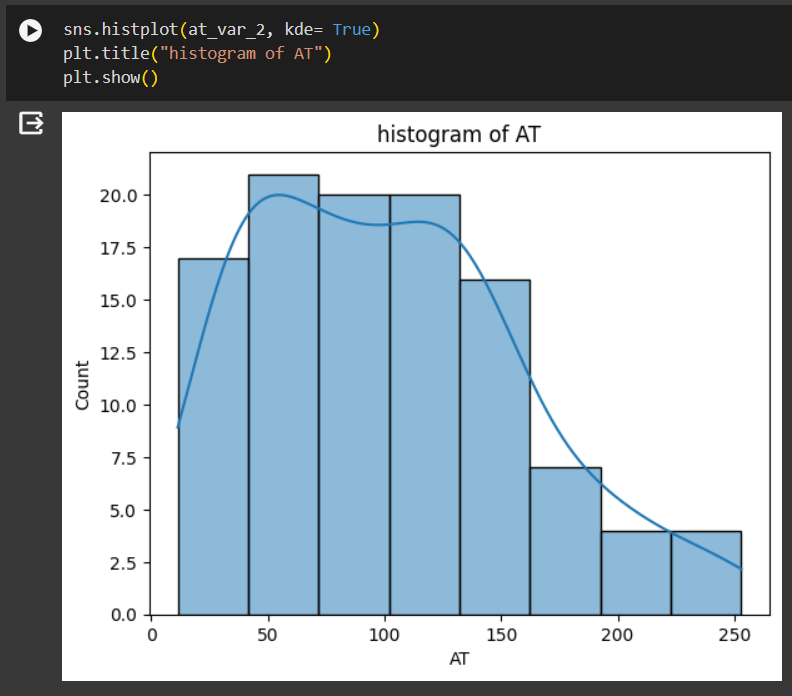 sns.histplot(at_var_2, kde= True)
plt.title("histogram of AT")
plt.show()
histogram of AT
20.0
17.5
15.0
12.5
10.0
7.5
5.0
2.5
0.0
Count
0 50 100 150 200 250
AT